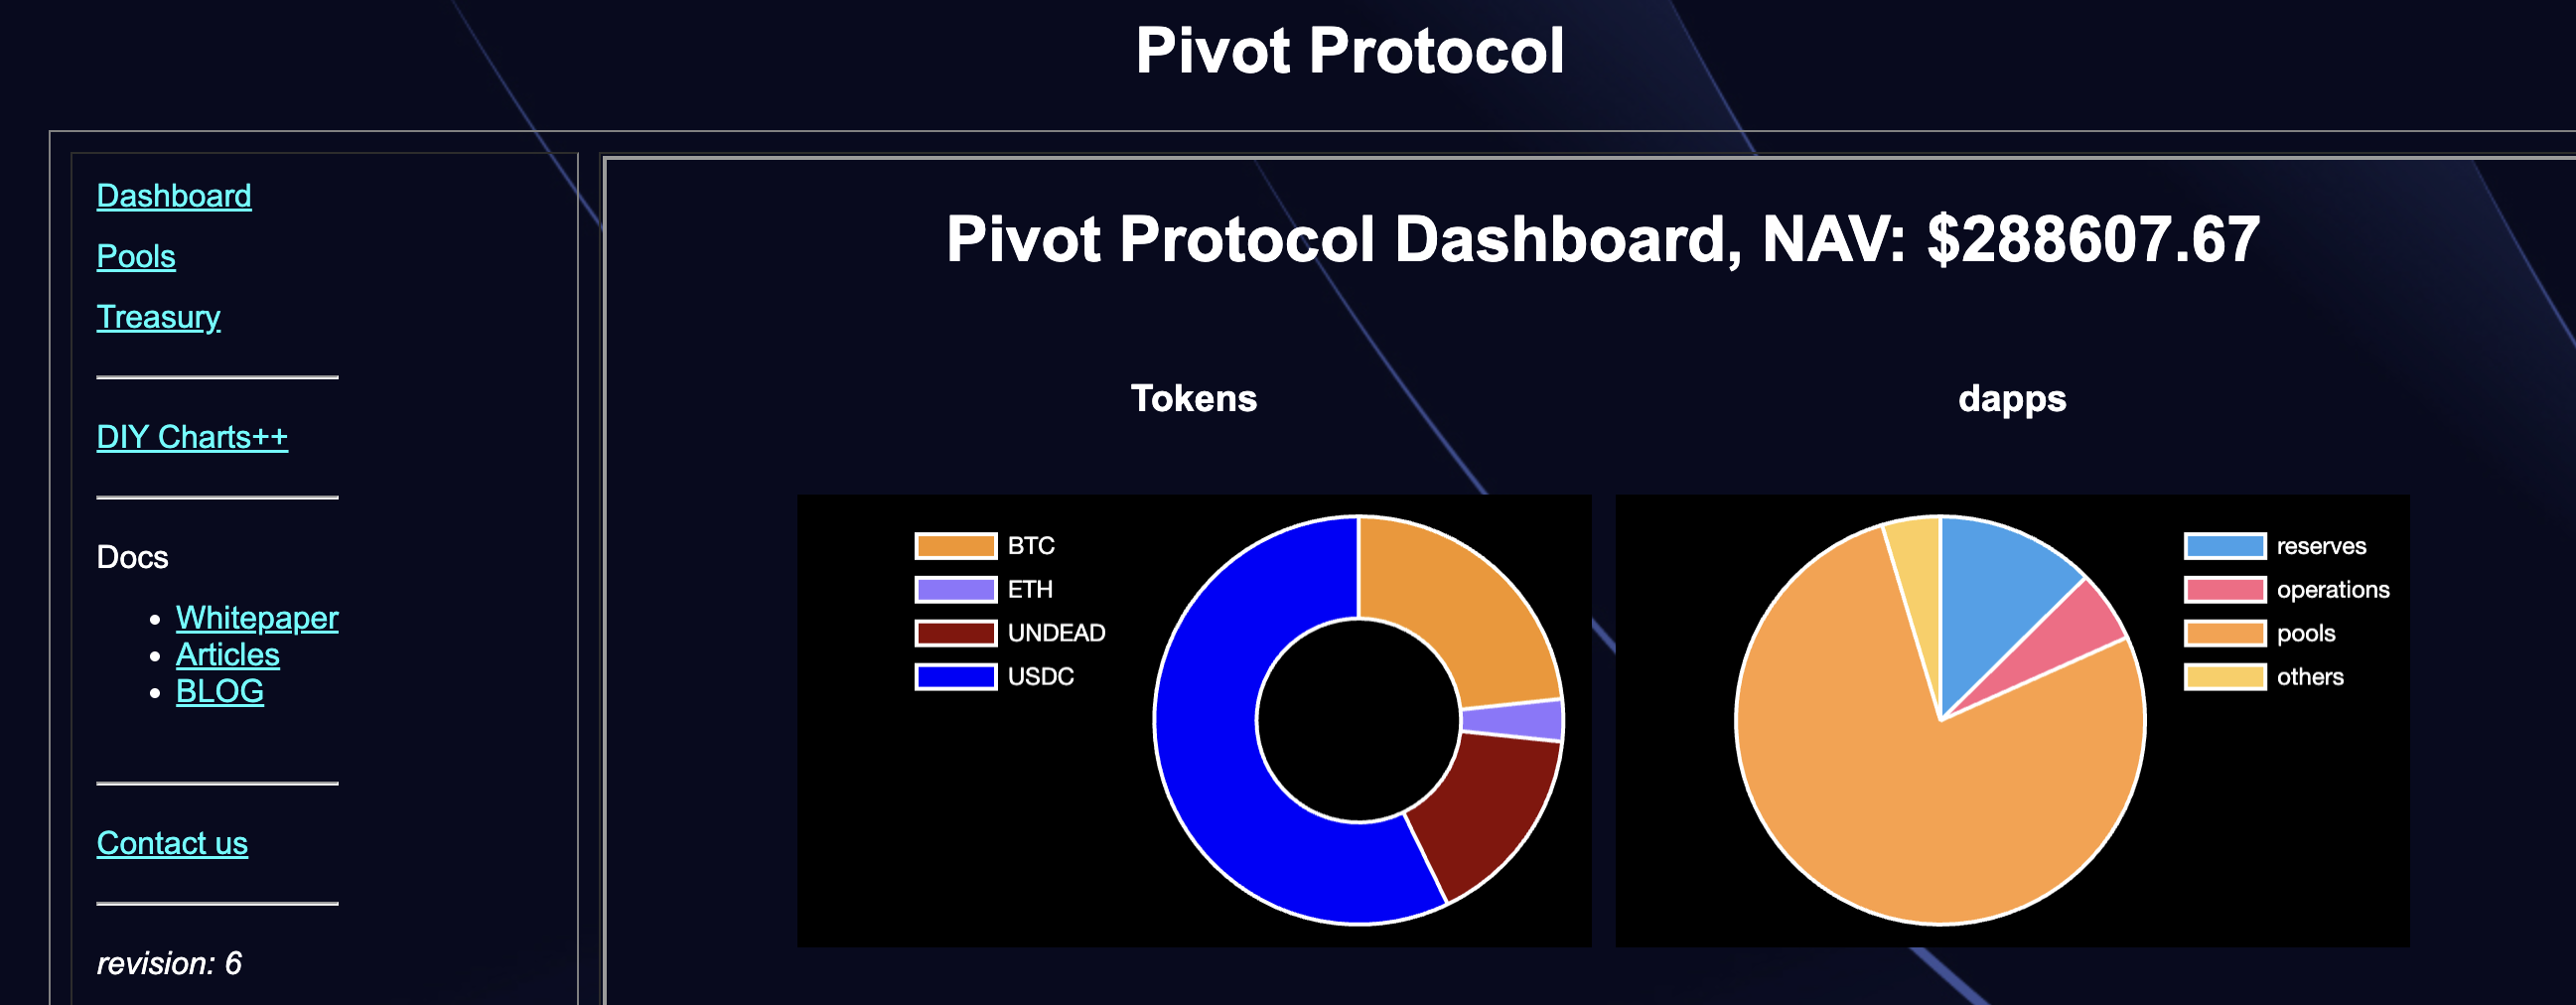 Pivot Protocol
Dashboard
Pools
Treasury
DIY Charts++
Docs
Whitepaper
Articles
BLOG
Contact us
revision: 6
Pivot Protocol Dashboard, NAV: $288607.67
Tokens
BTC
ETH
UNDEAD
USDC
dapps
reserves
operations
pools
others